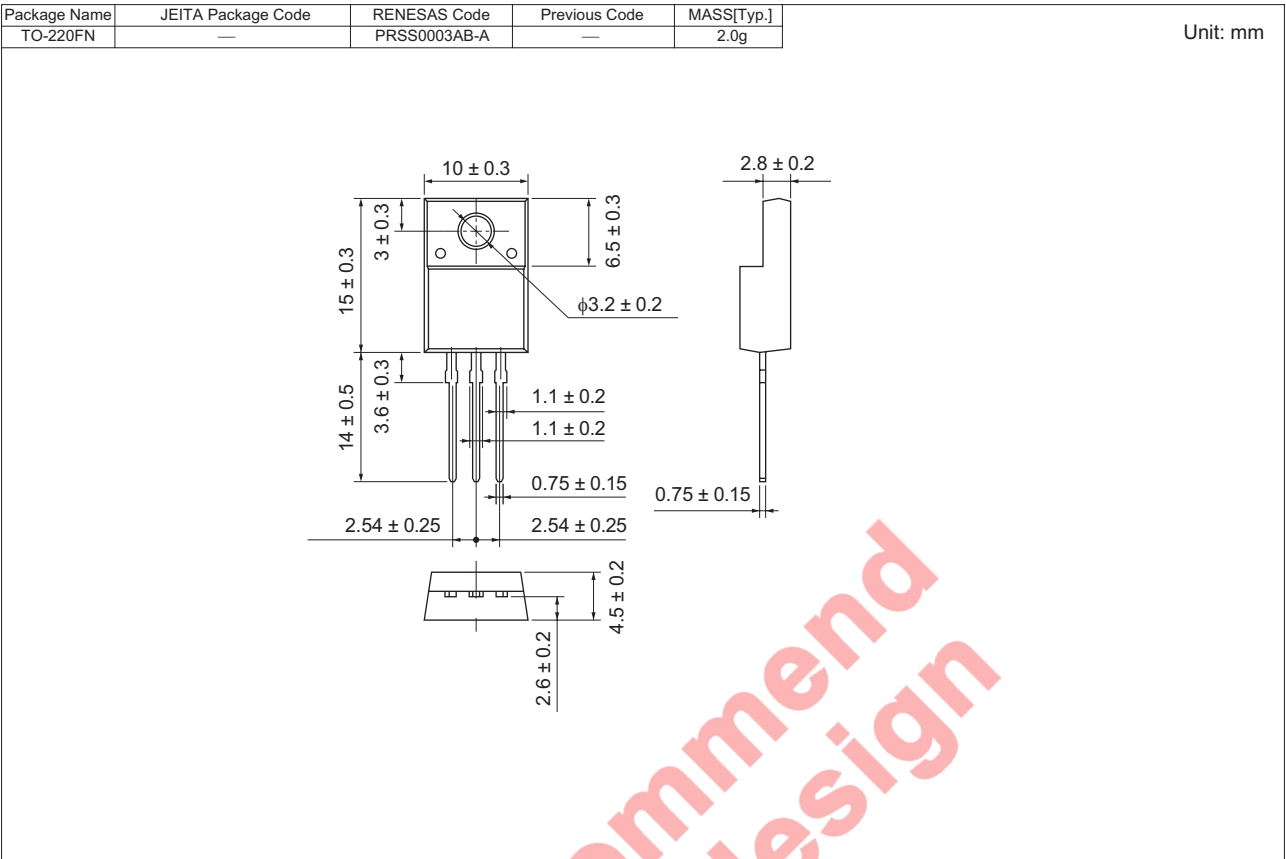 Package Name JEITA Package Code RENESAS Code Previous Code MASS[Typ.]
TO-220FN — PRSS0003AB-A — 2.0g
Unit: mm
10 ± 0.3
2.8 ± 0.2
3 ± 0.3
6.5 ± 0.3
15 ± 0.3
ϕ3.2 ± 0.2
3.6 ± 0.3
14 ± 0.5
1.1 ± 0.2
1.1 ± 0.2
0.75 ± 0.15
0.75 ± 0.15
2.54 ± 0.25
2.54 ± 0.25
4.5 ± 0.2
2.6 ± 0.2
mmend
design